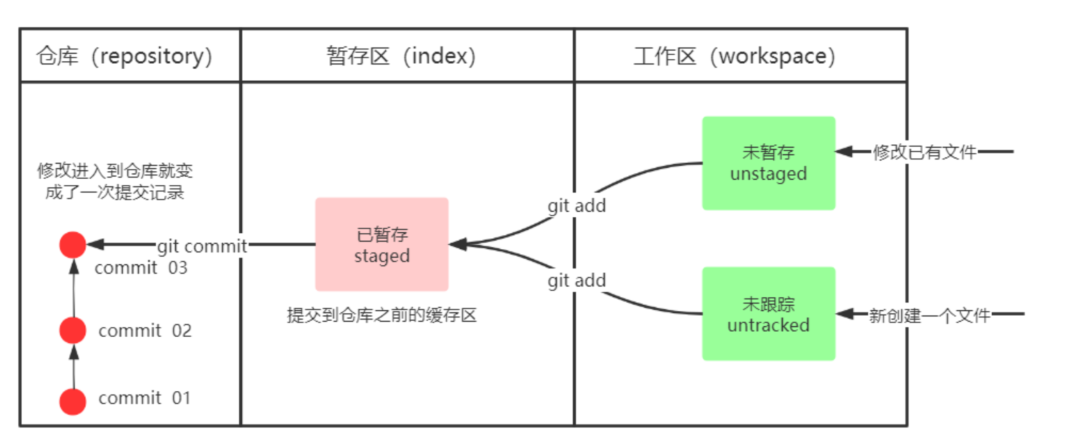 仓库（repository）
暂存区（index）
工作区（workspace）
修改进入到仓库就变
成了一次提交记录
commit 03
commit 02
commit 01
git commit
已暂存
staged
提交到仓库之前的缓存区
git add
git add
未暂存
unstaged
修改已有文件
未跟踪
untracked
新创建一个文件